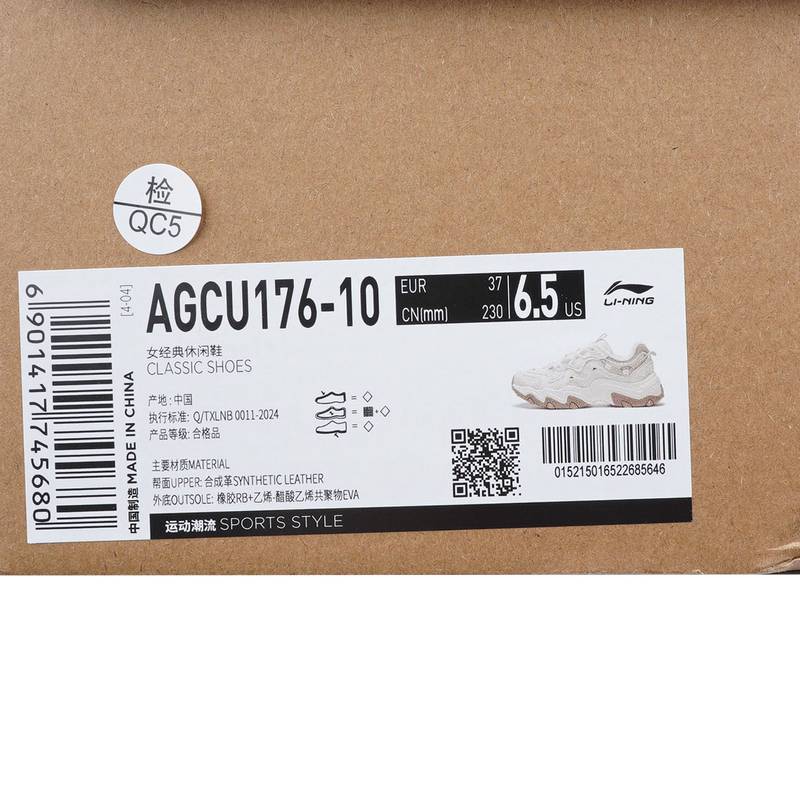 检
QC5
6901417745680
[4-04]
中国制造 MADE IN CHINA
AGCU176-10
EUR 37
CN(mm) 230
6.5 US
LI-NING
女经典休闲鞋
CLASSIC SHOES
产地: 中国
执行标准: Q/TXLNB 0011-2024
产品等级: 合格品
主要材质MATERIAL
帮面UPPER: 合成革SYNTHETIC LEATHER
外底OUTSOLE: 橡胶RB+乙烯-醋酸乙烯共聚物EVA
015215016522685646
运动潮流 SPORTS STYLE